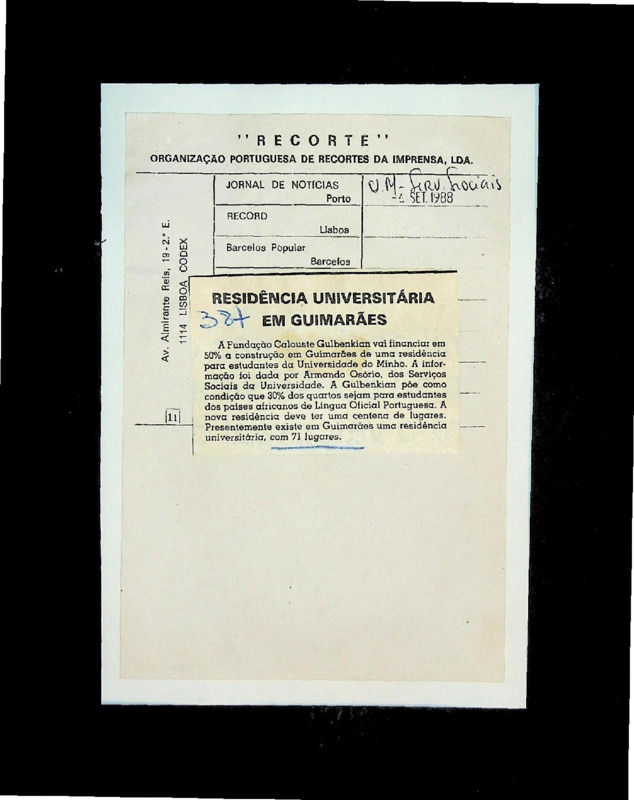 "RECORTE"
ORGANIZAÇÃO PORTUGUESA DE RECORTES DA IMPRENSA, LDA.
JORNAL DE NOTÍCIAS
Porto
U.M - Serv. Sociais
SET. 1988
RECORD
Lisboa
Barcelos Popular
Barcelos
Av. Almirante Reis, 19 - 2.º E.
1114 LISBOA CODEX
11
RESIDÊNCIA UNIVERSITÁRIA
387
EM GUIMARÃES
A Fundação Calouste Gulbenkian vai financiar em
50% a construção em Guimarães de uma residência
para estudantes da Universidade do Minho. A infor-
mação foi dada por Armando Osório, dos Serviços
Sociais da Universidade. A Gulbenkian põe como
condição que 30% dos quartos sejam para estudantes
dos países africanos de Língua Oficial Portuguesa. A
nova residência deve ter uma centena de lugares.
Presentemente existe em Guimarães uma residência
universitária, com 71 lugares.